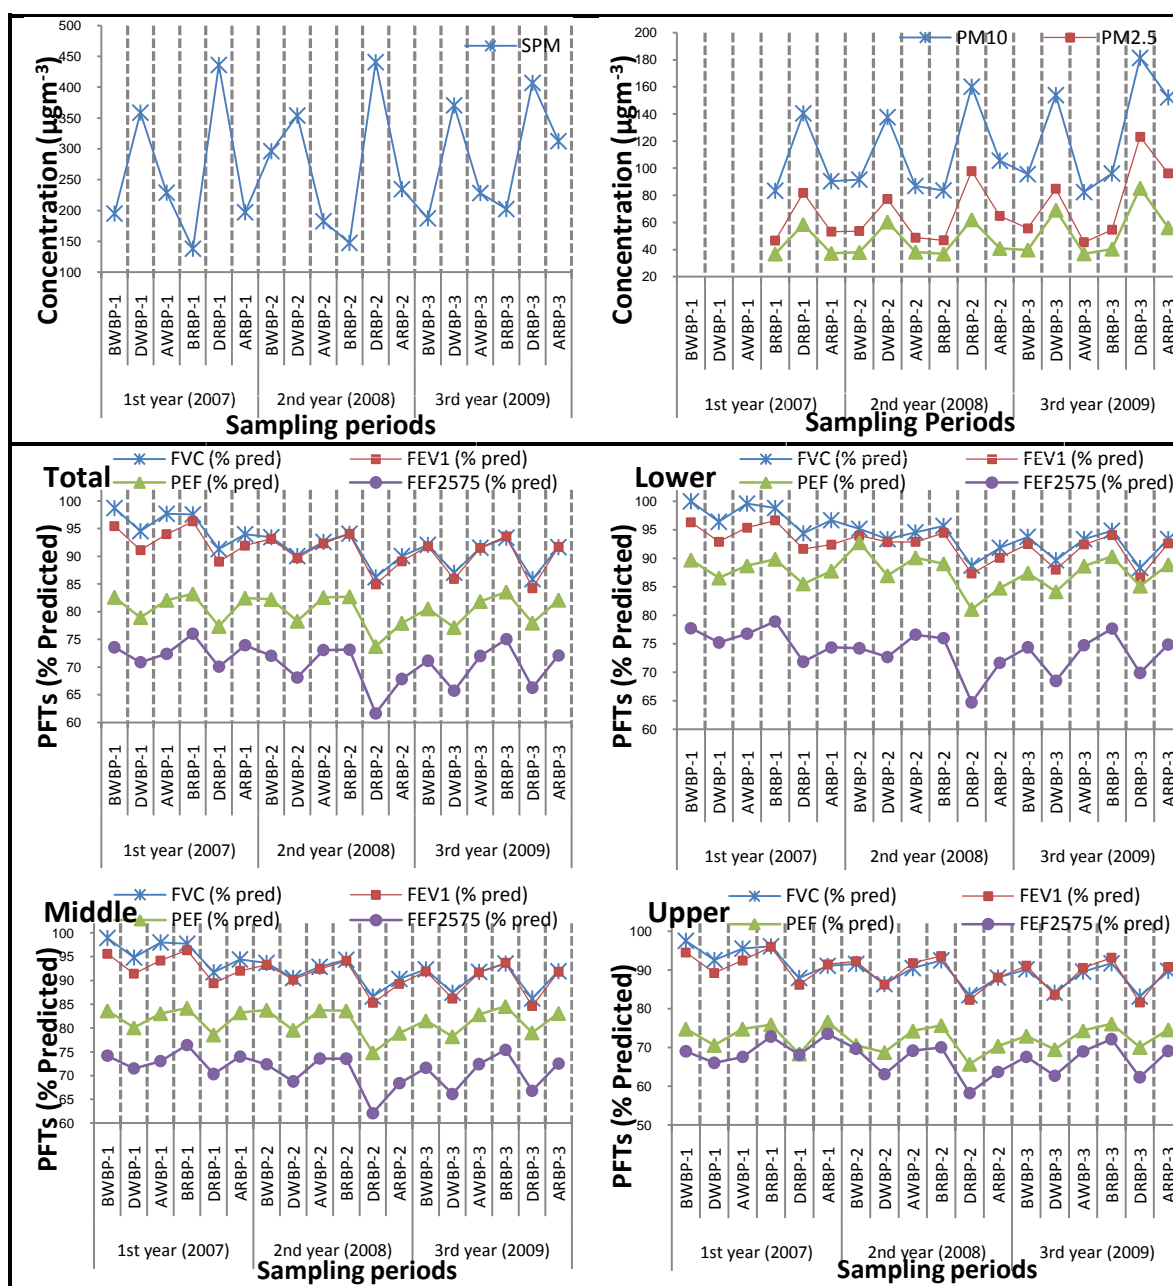 SPM
500
450
400
350
300
250
200
150
100
Concentration (µgm-3)
BWBP-1 DWBP-1 AWBP-1 BRBP-1 DRBP-1 ARBP-1 BWBP-2 DWBP-2 AWBP-2 BRBP-2 DRBP-2 ARBP-2 BWBP-3 DWBP-3 AWBP-3 BRBP-3 DRBP-3 ARBP-3
1st year (2007) 2nd year (2008) 3rd year (2009)
Sampling periods
PM10 PM2.5
200
180
160
140
120
100
80
60
40
20
Concentration (µgm-3)
BWBP-1 DWBP-1 AWBP-1 BRBP-1 DRBP-1 ARBP-1 BWBP-2 DWBP-2 AWBP-2 BRBP-2 DRBP-2 ARBP-2 BWBP-3 DWBP-3 AWBP-3 BRBP-3 DRBP-3 ARBP-3
1st year (2007) 2nd year (2008) 3rd year (2009)
Sampling Periods
Total
FVC (% pred) FEV1 (% pred)
PEF (% pred) FEF2575 (% pred)
100
95
90
85
80
75
70
65
60
PFTs (% Predicted)
BWBP-1 DWBP-1 AWBP-1 BRBP-1 DRBP-1 ARBP-1 BWBP-2 DWBP-2 AWBP-2 BRBP-2 DRBP-2 ARBP-2 BWBP-3 DWBP-3 AWBP-3 BRBP-3 DRBP-3 ARBP-3
1st year (2007) 2nd year (2008) 3rd year (2009)
Lower
FVC (% pred) FEV1 (% pred)
PEF (% pred) FEF2575 (% pred)
100
95
90
85
80
75
70
65
60
PFTs (% Predicted)
BWBP-1 DWBP-1 AWBP-1 BRBP-1 DRBP-1 ARBP-1 BWBP-2 DWBP-2 AWBP-2 BRBP-2 DRBP-2 ARBP-2 BWBP-3 DWBP-3 AWBP-3 BRBP-3 DRBP-3 ARBP-3
1st year (2007) 2nd year (2008) 3rd year (2009)
Middle
FVC (% pred) FEV1 (% pred)
PEF (% pred) FEF2575 (% pred)
100
95
90
85
80
75
70
65
60
PFTs (% Predicted)
BWBP-1 DWBP-1 AWBP-1 BRBP-1 DRBP-1 ARBP-1 BWBP-2 DWBP-2 AWBP-2 BRBP-2 DRBP-2 ARBP-2 BWBP-3 DWBP-3 AWBP-3 BRBP-3 DRBP-3 ARBP-3
1st year (2007) 2nd year (2008) 3rd year (2009)
Sampling periods
Upper
FVC (% pred) FEV1 (% pred)
PEF (% pred) FEF2575 (% pred)
100
90
80
70
60
50
PFTs (% Predicted)
BWBP-1 DWBP-1 AWBP-1 BRBP-1 DRBP-1 ARBP-1 BWBP-2 DWBP-2 AWBP-2 BRBP-2 DRBP-2 ARBP-2 BWBP-3 DWBP-3 AWBP-3 BRBP-3 DRBP-3 ARBP-3
1st year (2007) 2nd year (2008) 3rd year (2009)
Sampling periods